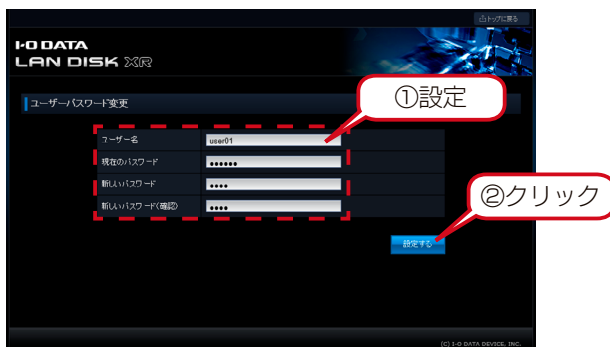 トップに戻る
I-O DATA
LAN DISK XR
ユーザーパスワード変更
①設定
ユーザー名 user01
現在のパスワード ••••••
新しいパスワード ••••
新しいパスワード(確認) ••••
②クリック
設定する
(C) I-O DATA DEVICE, INC.